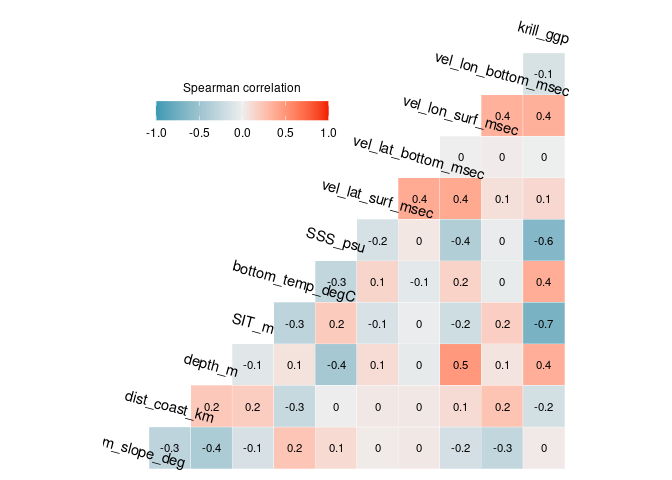 krill_ggp
vel_lon_bottom_msec -0.1
Spearman correlation
-1.0 -0.5 0.0 0.5 1.0
vel_lon_surf_msec 0.4 0.4
vel_lat_bottom_msec 0 0 0
vel_lat_surf_msec 0.4 0.4 0.1 0.1
SSS_psu -0.2 0 -0.4 0 -0.6
bottom_temp_degC -0.3 0.1 -0.1 0.2 0 0.4
SIT_m -0.3 0.2 -0.1 0 -0.2 0.2 -0.7
depth_m -0.1 0.1 -0.4 0.1 0 0.5 0.1 0.4
dist_coast_km 0.2 0.2 -0.3 0 0 0 0.1 0.2 -0.2
m_slope_deg -0.3 -0.4 -0.1 0.2 0.1 0 0 -0.2 -0.3 0